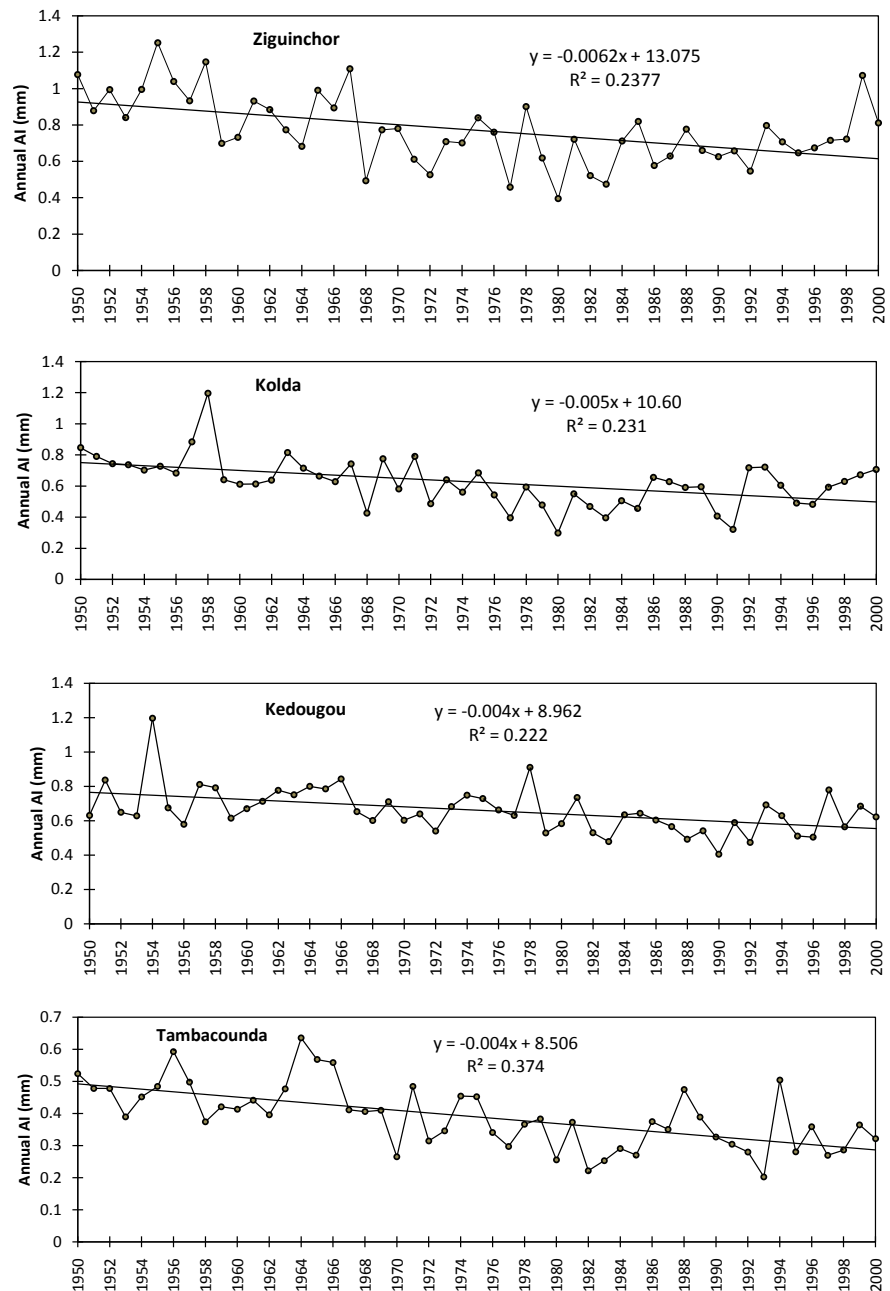 Ziguinchor
y = -0.0062x + 13.075
R² = 0.2377
Annual AI (mm)
1.4
1.2
1
0.8
0.6
0.4
0.2
0
1950 1952 1954 1956 1958 1960 1962 1964 1966 1968 1970 1972 1974 1976 1978 1980 1982 1984 1986 1988 1990 1992 1994 1996 1998 2000
Kolda
y = -0.005x + 10.60
R² = 0.231
Annual AI (mm)
1.4
1.2
1
0.8
0.6
0.4
0.2
0
1950 1952 1954 1956 1958 1960 1962 1964 1966 1968 1970 1972 1974 1976 1978 1980 1982 1984 1986 1988 1990 1992 1994 1996 1998 2000
Kedougou
y = -0.004x + 8.962
R² = 0.222
Annual AI (mm)
1.4
1.2
1
0.8
0.6
0.4
0.2
0
1950 1952 1954 1956 1958 1960 1962 1964 1966 1968 1970 1972 1974 1976 1978 1980 1982 1984 1986 1988 1990 1992 1994 1996 1998 2000
Tambacounda
y = -0.004x + 8.506
R² = 0.374
Annual AI (mm)
0.7
0.6
0.5
0.4
0.3
0.2
0.1
0
1950 1952 1954 1956 1958 1960 1962 1964 1966 1968 1970 1972 1974 1976 1978 1980 1982 1984 1986 1988 1990 1992 1994 1996 1998 2000